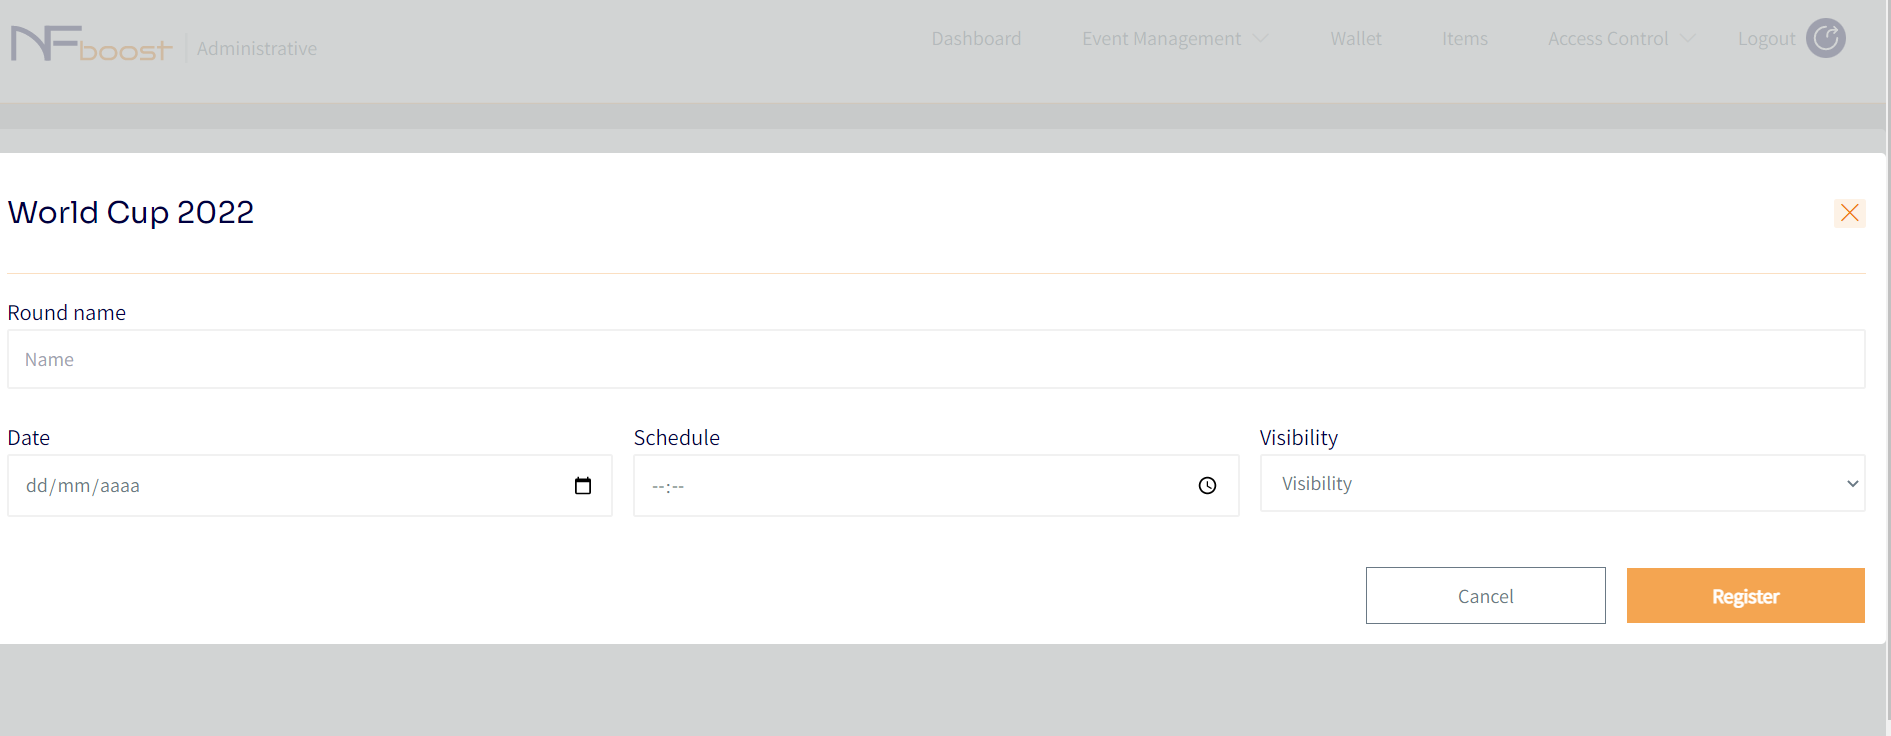 NFboost Administrative Dashboard Event Management Wallet Items Access Control Logout
World Cup 2022
Round name
Name
Date Schedule Visibility
dd/mm/aaaa --:-- Visibility
Cancel Register